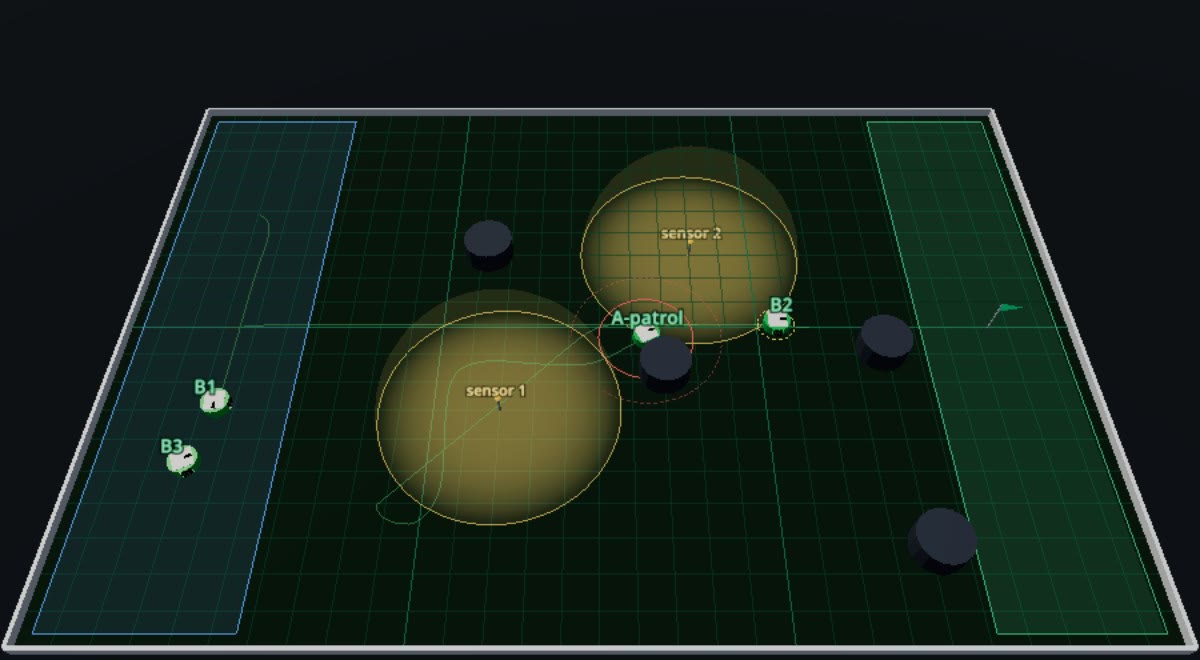 sensor 2
B2
A-patrol
B1
sensor 1
B3